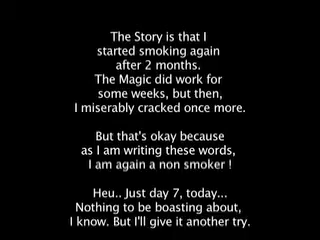 The Story is that I
started smoking again
after 2 months.
The Magic did work for
some weeks, but then,
I miserably cracked once more.
But that's okay because
as I am writing these words,
I am again a non smoker !
Heu.. Just day 7, today...
Nothing to be boasting about,
I know. But I'll give it another try.